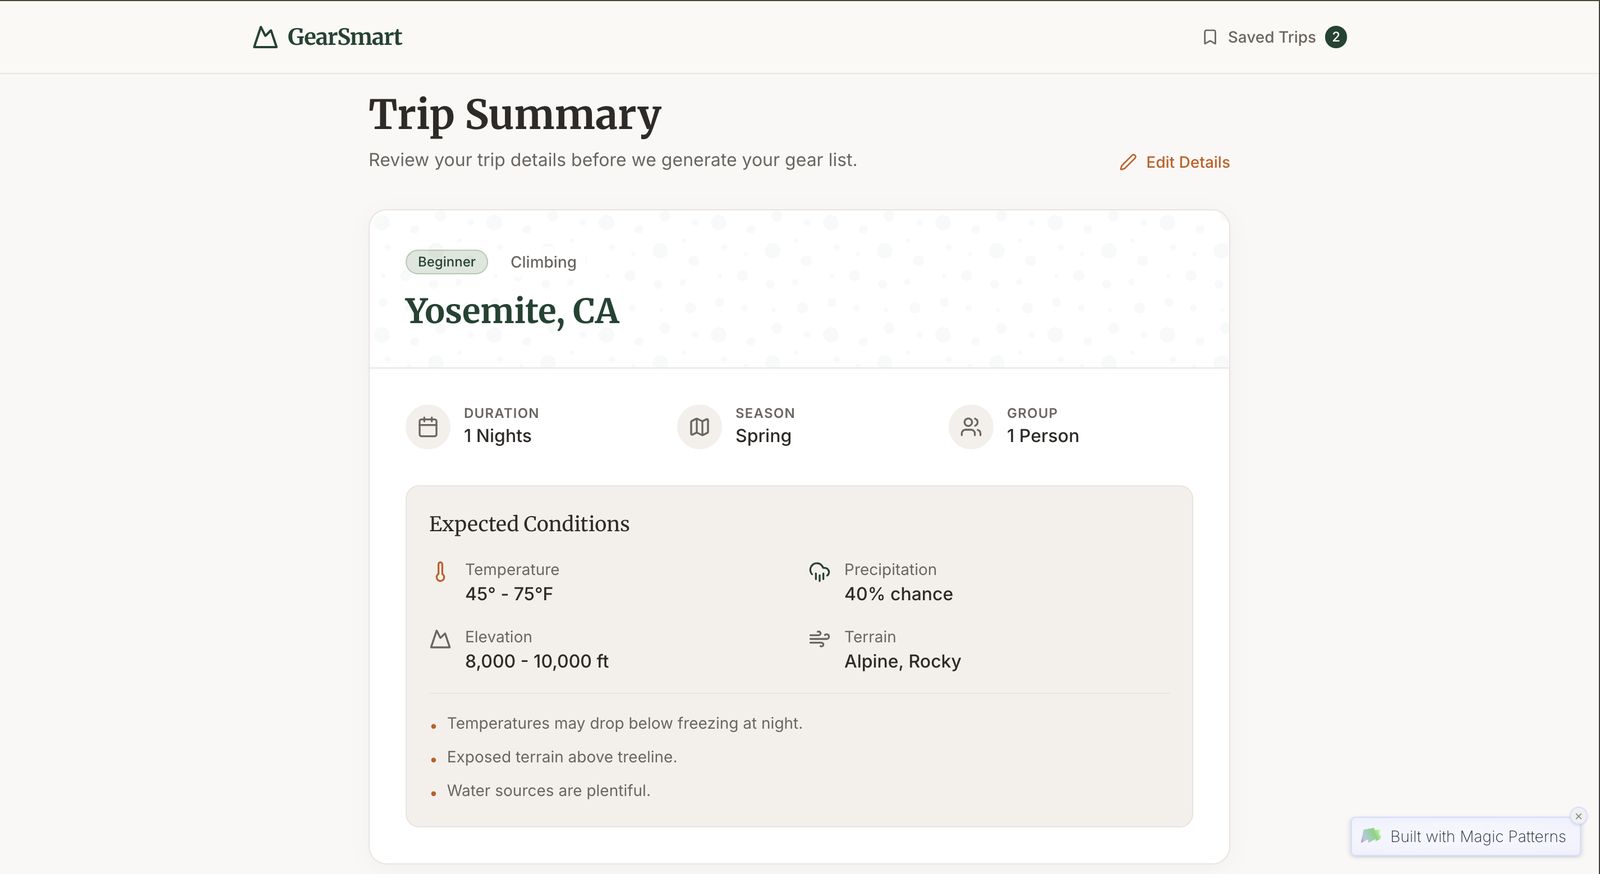 GearSmart
Saved Trips 2
Trip Summary
Review your trip details before we generate your gear list.
Edit Details
Beginner
Climbing
Yosemite, CA
DURATION
1 Nights
SEASON
Spring
GROUP
1 Person
Expected Conditions
Temperature
45° - 75°F
Precipitation
40% chance
Elevation
8,000 - 10,000 ft
Terrain
Alpine, Rocky
• Temperatures may drop below freezing at night.
• Exposed terrain above treeline.
• Water sources are plentiful.
Built with Magic Patterns